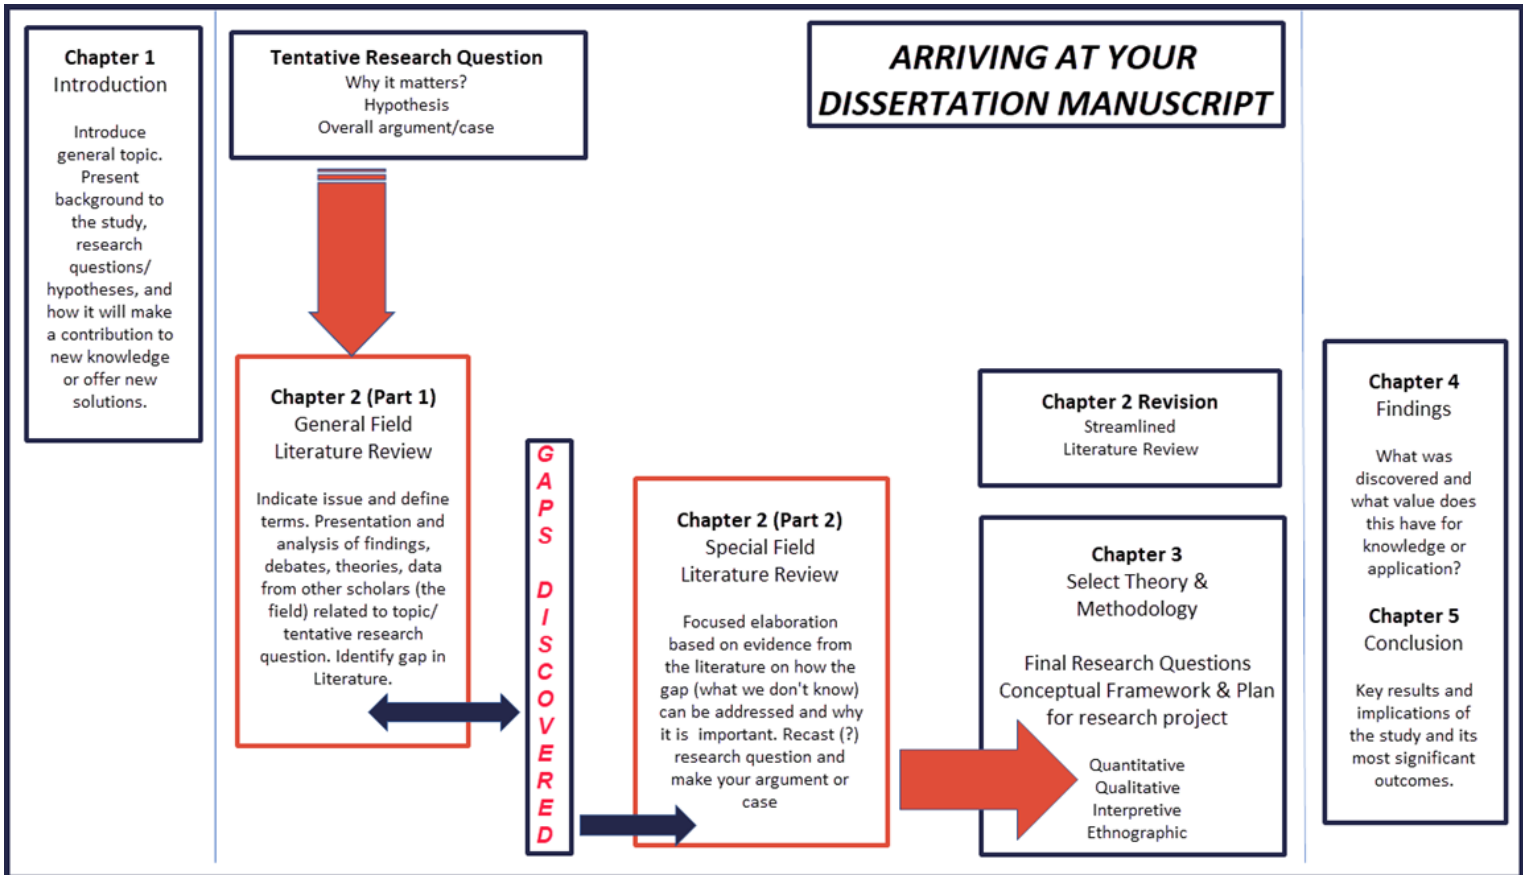 Chapter 1
Introduction
Introduce
general topic.
Present
background to
the study,
research
questions/
hypotheses, and
how it will make
a contribution to
new knowledge
or offer new
solutions.
Tentative Research Question
Why it matters?
Hypothesis
Overall argument/case
ARRIVING AT YOUR
DISSERTATION MANUSCRIPT
Chapter 2 (Part 1)
General Field
Literature Review
Indicate issue and define
terms. Presentation and
analysis of findings,
debates, theories, data
from other scholars (the
field) related to topic/
tentative research
question. Identify gap in
Literature.
GAPS DISCOVERED
Chapter 2 (Part 2)
Special Field
Literature Review
Focused elaboration
based on evidence from
the literature on how the
gap (what we don't know)
can be addressed and why
it is important. Recast (?)
research question and
make your argument or
case
Chapter 2 Revision
Streamlined
Literature Review
Chapter 3
Select Theory &
Methodology
Final Research Questions
Conceptual Framework & Plan
for research project
Quantitative
Qualitative
Interpretive
Ethnographic
Chapter 4
Findings
What was
discovered and
what value does
this have for
knowledge or
application?
Chapter 5
Conclusion
Key results and
implications of
the study and its
most significant
outcomes.